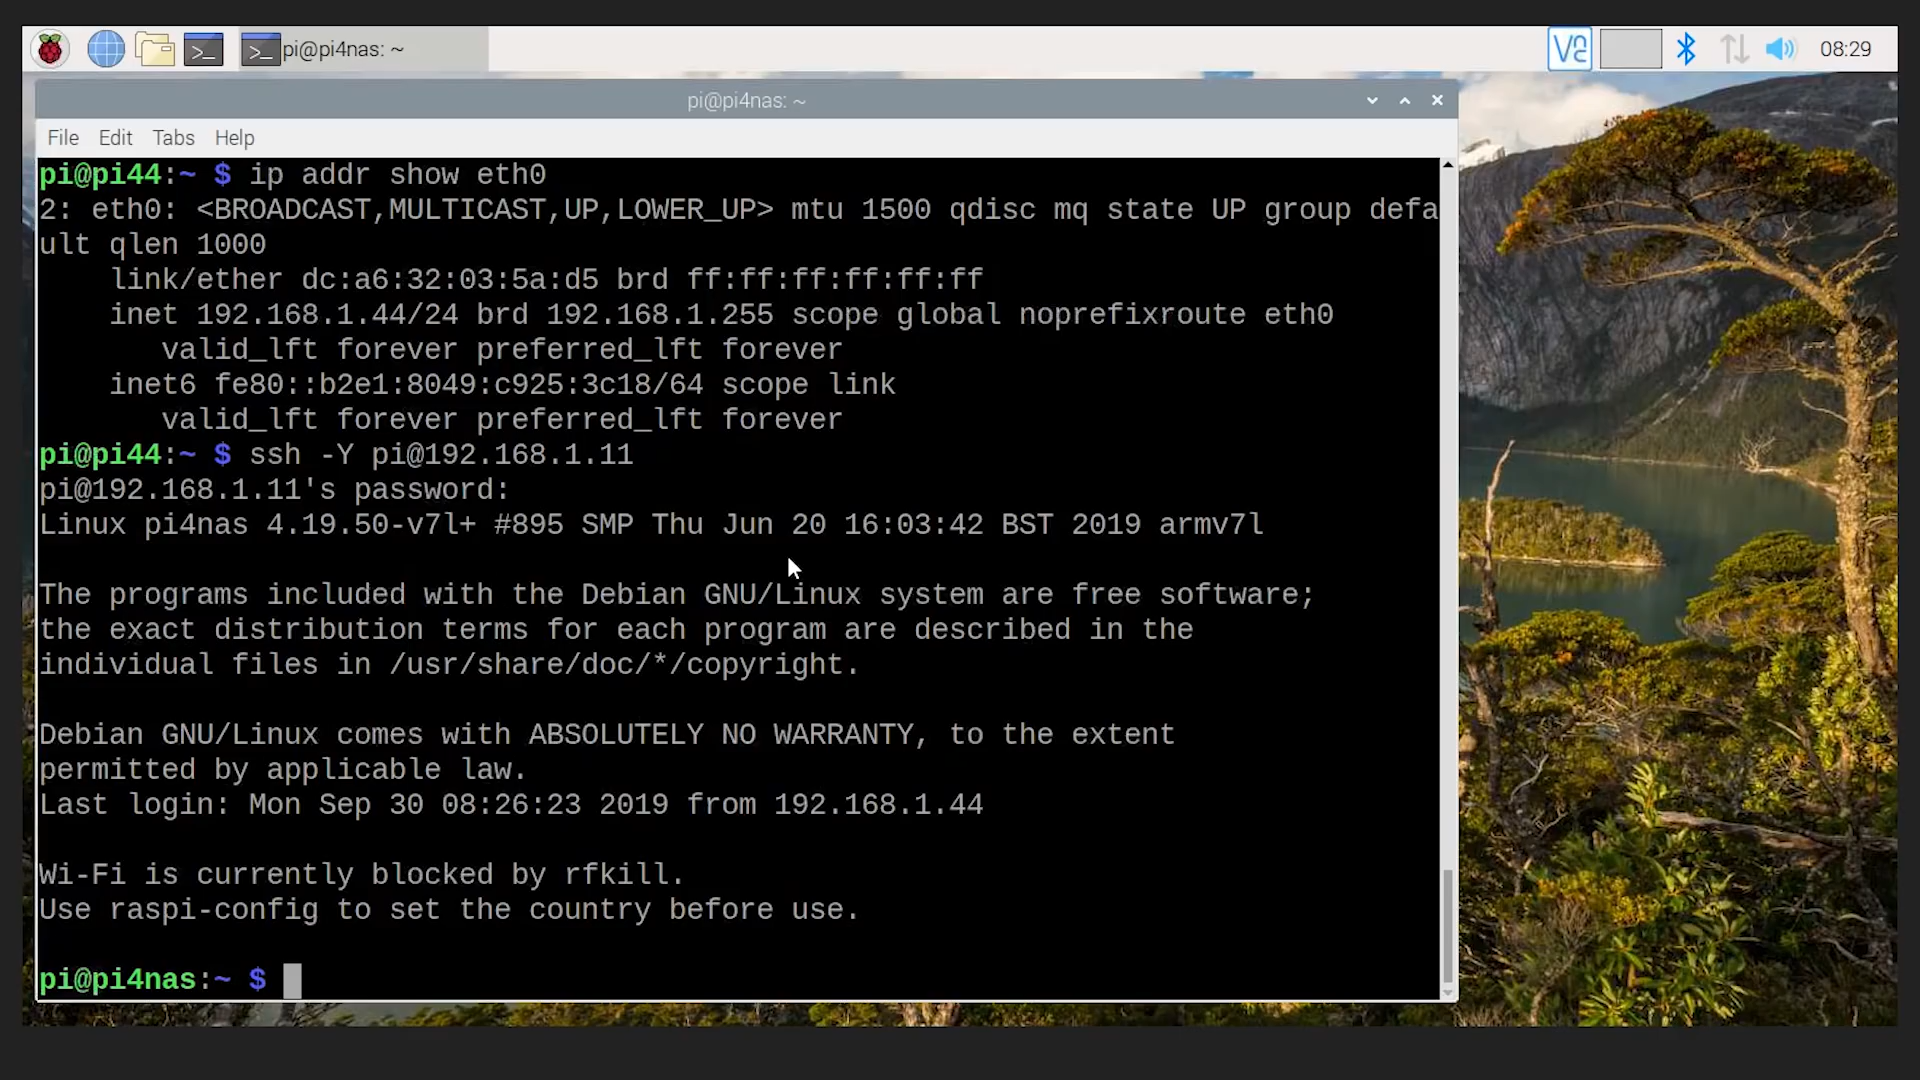 pi@pi4nas: ~
08:29
pi@pi4nas: ~
File Edit Tabs Help
pi@pi44:~ $ ip addr show eth0
2: eth0: <BROADCAST,MULTICAST,UP,LOWER_UP> mtu 1500 qdisc mq state UP group defa
ult qlen 1000
link/ether dc:a6:32:03:5a:d5 brd ff:ff:ff:ff:ff:ff
inet 192.168.1.44/24 brd 192.168.1.255 scope global noprefixroute eth0
valid_lft forever preferred_lft forever
inet6 fe80::b2e1:8049:c925:3c18/64 scope link
valid_lft forever preferred_lft forever
pi@pi44:~ $ ssh -Y pi@192.168.1.11
pi@192.168.1.11's password:
Linux pi4nas 4.19.50-v7l+ #895 SMP Thu Jun 20 16:03:42 BST 2019 armv7l
The programs included with the Debian GNU/Linux system are free software;
the exact distribution terms for each program are described in the
individual files in /usr/share/doc/*/copyright.
Debian GNU/Linux comes with ABSOLUTELY NO WARRANTY, to the extent
permitted by applicable law.
Last login: Mon Sep 30 08:26:23 2019 from 192.168.1.44
Wi-Fi is currently blocked by rfkill.
Use raspi-config to set the country before use.
pi@pi4nas:~ $